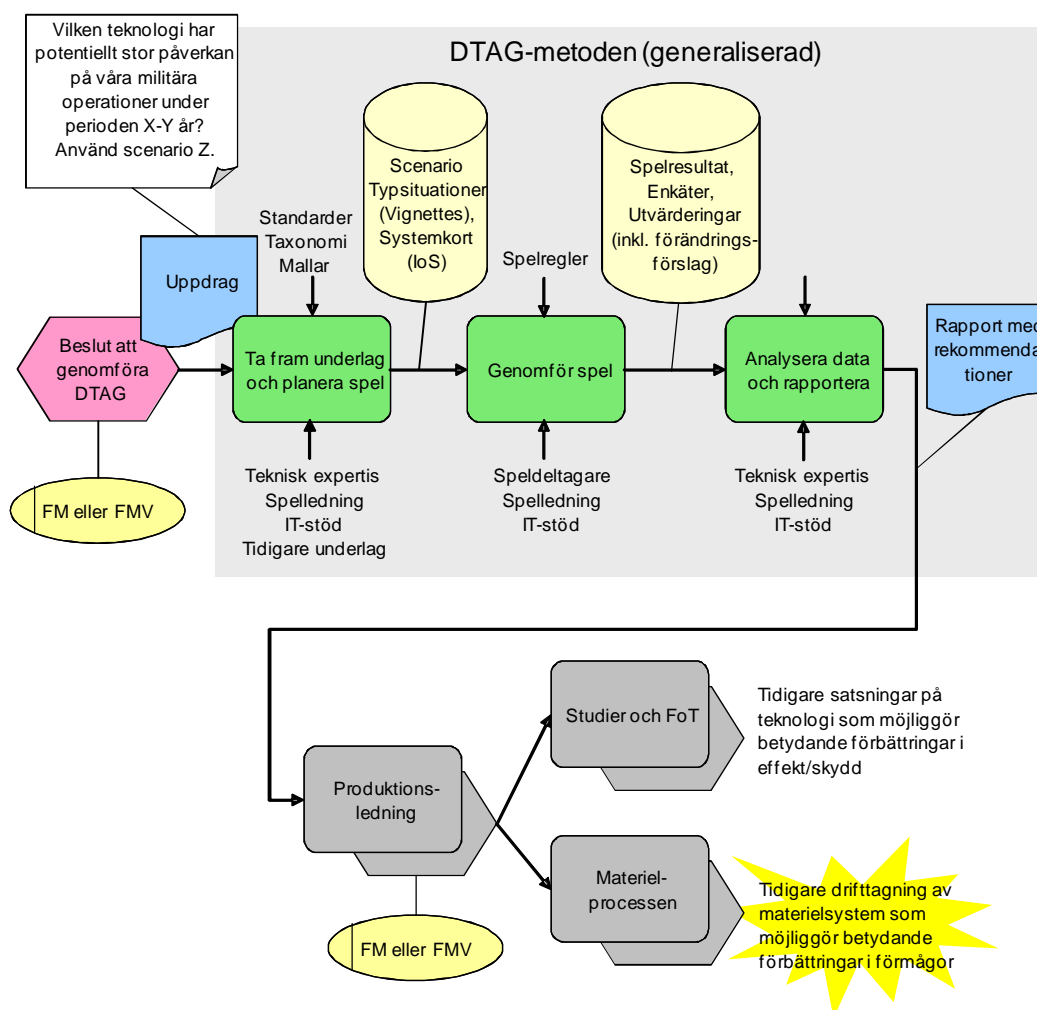 Vilken teknologi har
potentiellt stor påverkan
på våra militära
operationer under
perioden X-Y år?
Använd scenario Z.
DTAG-metoden (generaliserad)
Scenario
Typsituationer
(Vignettes),
Systemkort
(IoS)
Spelresultat,
Enkäter,
Utvärderingar
(inkl. förändrings-
förslag)
Standarder
Taxonomi
Mallar
Spelregler
Uppdrag
Beslut att
genomföra
DTAG
Ta fram underlag
och planera spel
Genomför spel
Analysera data
och rapportera
Rapport med
rekommenda
tioner
FM eller FMV
Teknisk expertis
Spelledning
IT-stöd
Tidigare underlag
Speldeltagare
Spelledning
IT-stöd
Teknisk expertis
Spelledning
IT-stöd
Studier och FoT
Tidigare satsningar på
teknologi som möjliggör
betydande förbättringar i
effekt/skydd
Produktions-
ledning
Materiel-
processen
Tidigare drifttagning av
materielsystem som
möjliggör betydande
förbättringar i förmågor
FM eller FMV